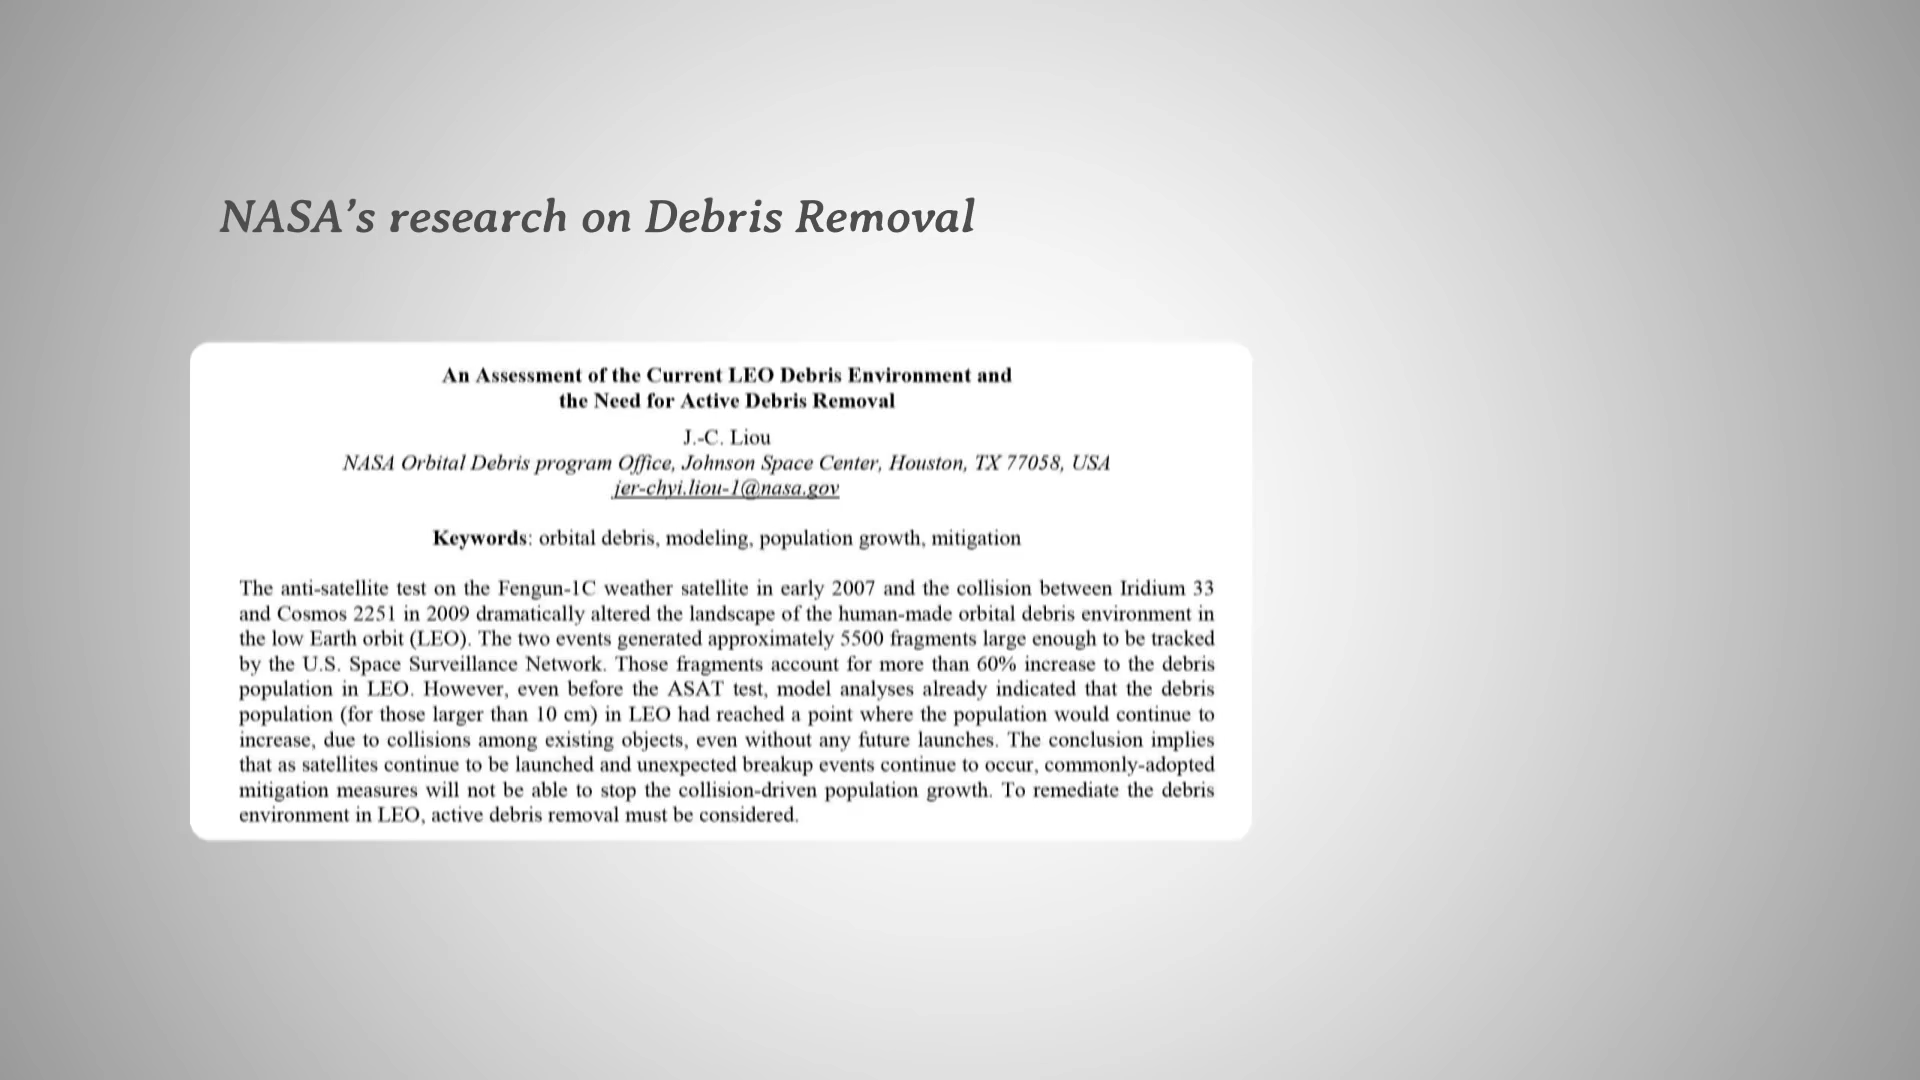 NASA’s research on Debris Removal
An Assessment of the Current LEO Debris Environment and
the Need for Active Debris Removal
J.-C. Liou
NASA Orbital Debris program Office, Johnson Space Center, Houston, TX 77058, USA
jer-chyi.liou-1@nasa.gov
Keywords: orbital debris, modeling, population growth, mitigation
The anti-satellite test on the Fengun-1C weather satellite in early 2007 and the collision between Iridium 33
and Cosmos 2251 in 2009 dramatically altered the landscape of the human-made orbital debris environment in
the low Earth orbit (LEO). The two events generated approximately 5500 fragments large enough to be tracked
by the U.S. Space Surveillance Network. Those fragments account for more than 60% increase to the debris
population in LEO. However, even before the ASAT test, model analyses already indicated that the debris
population (for those larger than 10 cm) in LEO had reached a point where the population would continue to
increase, due to collisions among existing objects, even without any future launches. The conclusion implies
that as satellites continue to be launched and unexpected breakup events continue to occur, commonly-adopted
mitigation measures will not be able to stop the collision-driven population growth. To remediate the debris
environment in LEO, active debris removal must be considered.